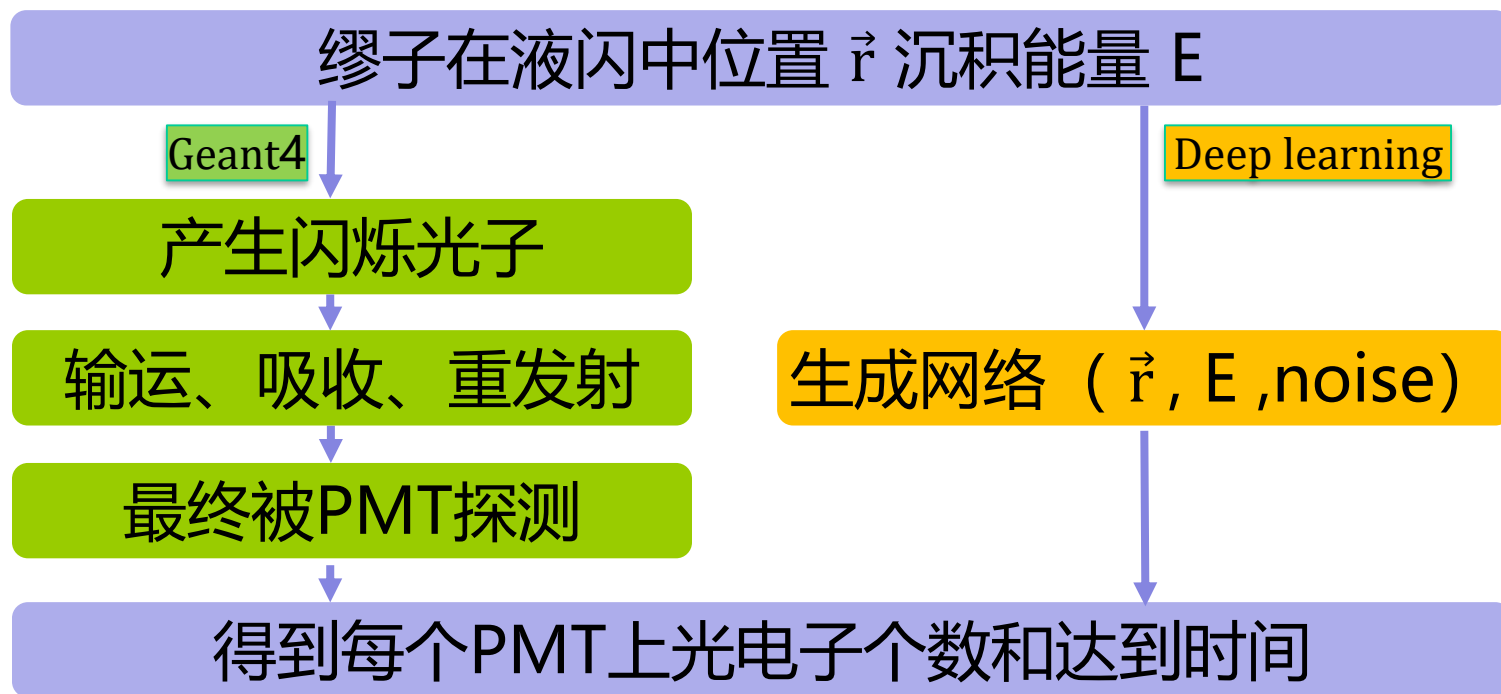 缪子在液闪中位置 r⃗ 沉积能量 E
Geant4
Deep learning
产生闪烁光子
输运、吸收、重发射
生成网络（ r⃗ , E ,noise）
最终被PMT探测
得到每个PMT上光电子个数和达到时间